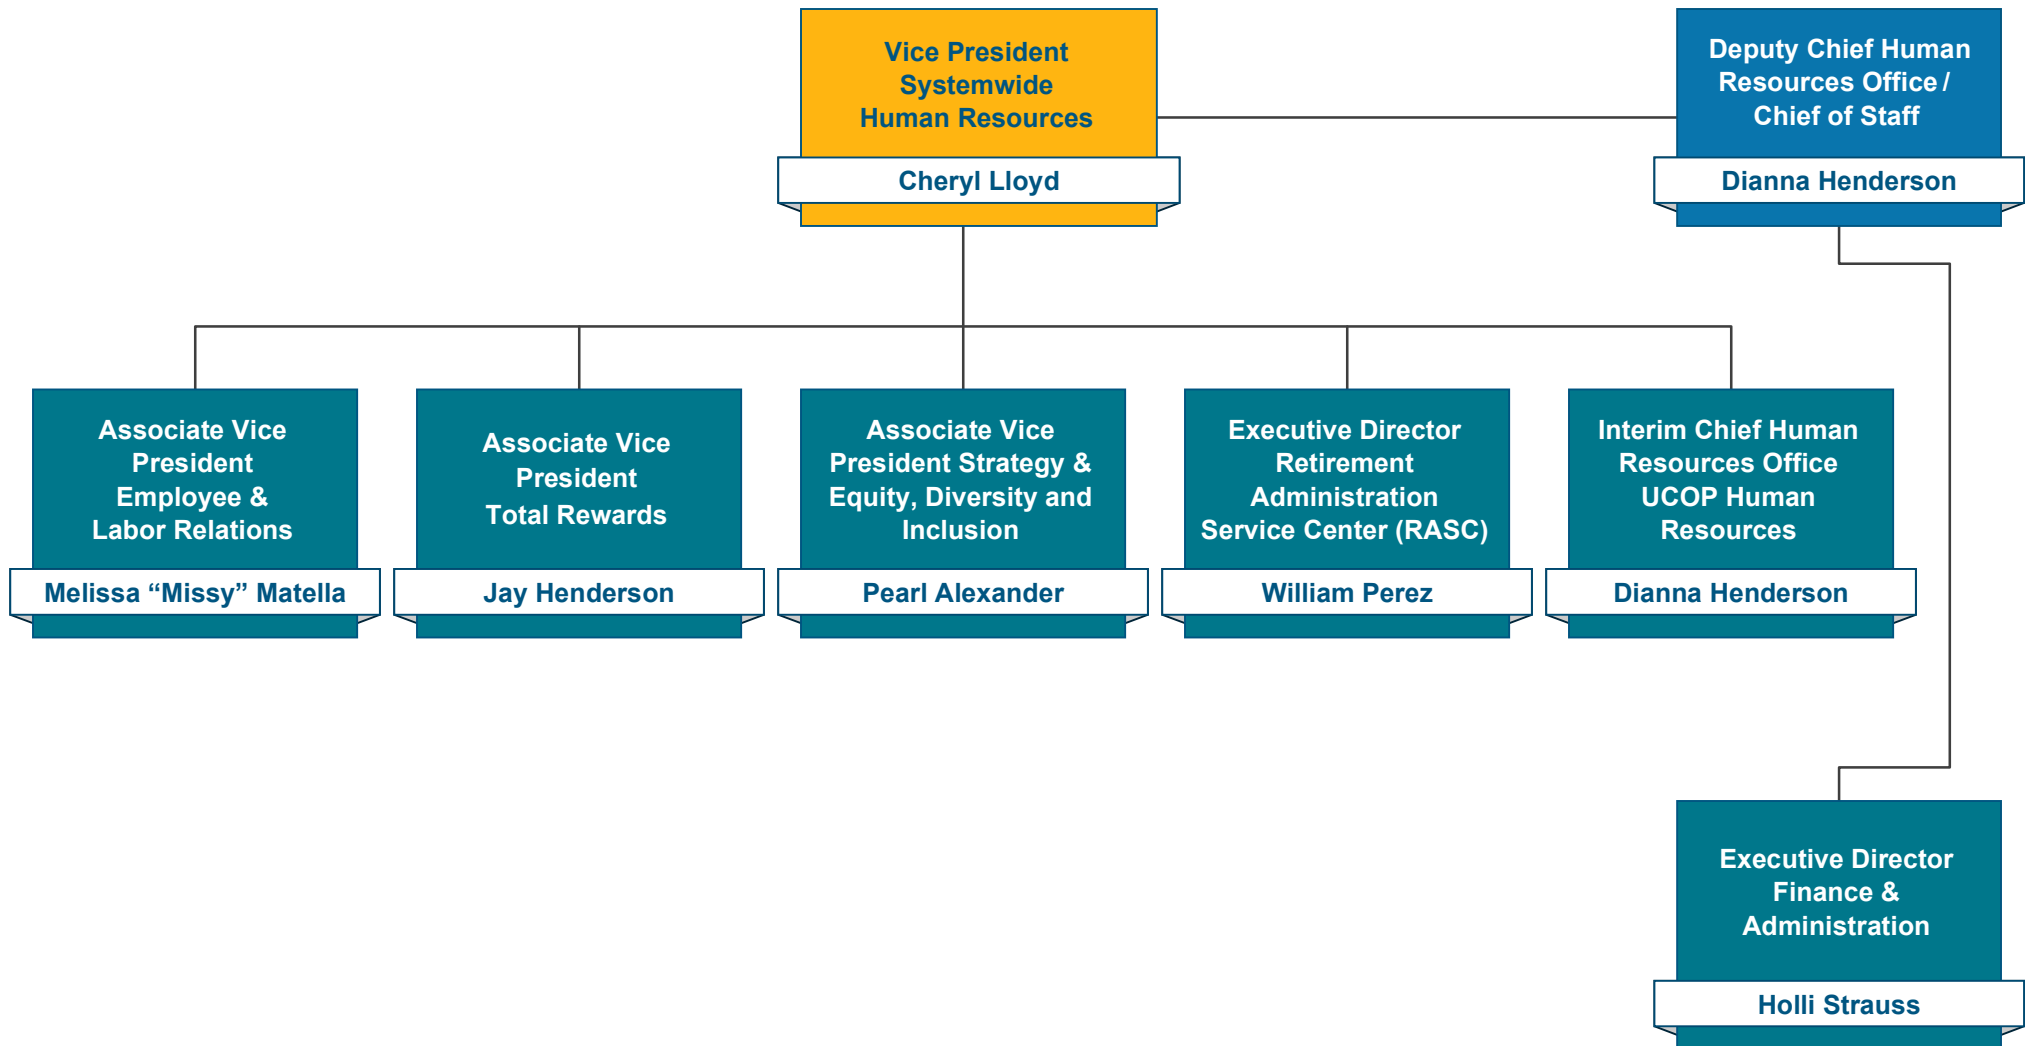 Vice President
Systemwide
Human Resources
Cheryl Lloyd
Deputy Chief Human
Resources Office /
Chief of Staff
Dianna Henderson
Associate Vice
President
Employee &
Labor Relations
Melissa “Missy” Matella
Associate Vice
President
Total Rewards
Jay Henderson
Associate Vice
President Strategy &
Equity, Diversity and
Inclusion
Pearl Alexander
Executive Director
Retirement
Administration
Service Center (RASC)
William Perez
Interim Chief Human
Resources Office
UCOP Human
Resources
Dianna Henderson
Executive Director
Finance &
Administration
Holli Strauss